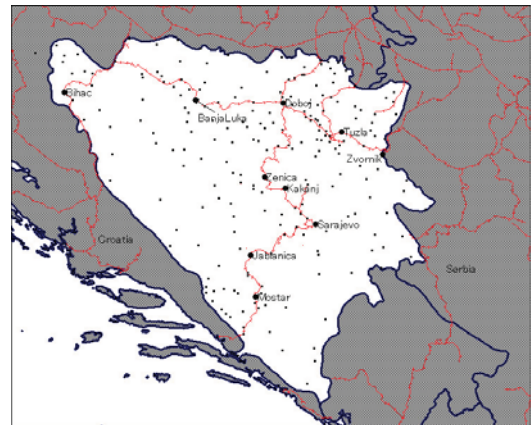 Bihac
BanjaLuka
Doboj
Tuzla
Zvornik
Zenica
Kakanj
Sarajevo
Croatia
Jablanica
Serbia
Mostar